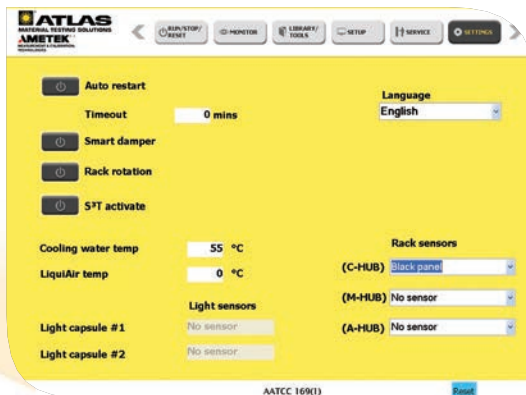 ATLAS
MATERIAL TESTING SOLUTIONS
AMETEK
MEASUREMENT & CALIBRATION TECHNOLOGIES
RUN/STOP/
RESET
MONITOR
LIBRARY/
TOOLS
SETUP
SERVICE
SETTINGS
Auto restart
Timeout 0 mins
Language
English
Smart damper
Rack rotation
S³T activate
Cooling water temp 55 °C
LiquiAir temp 0 °C
Rack sensors
(C-HUB) Black panel
(M-HUB) No sensor
(A-HUB) No sensor
Light sensors
Light capsule #1 No sensor
Light capsule #2 No sensor
AATCC 169(1)
Reset